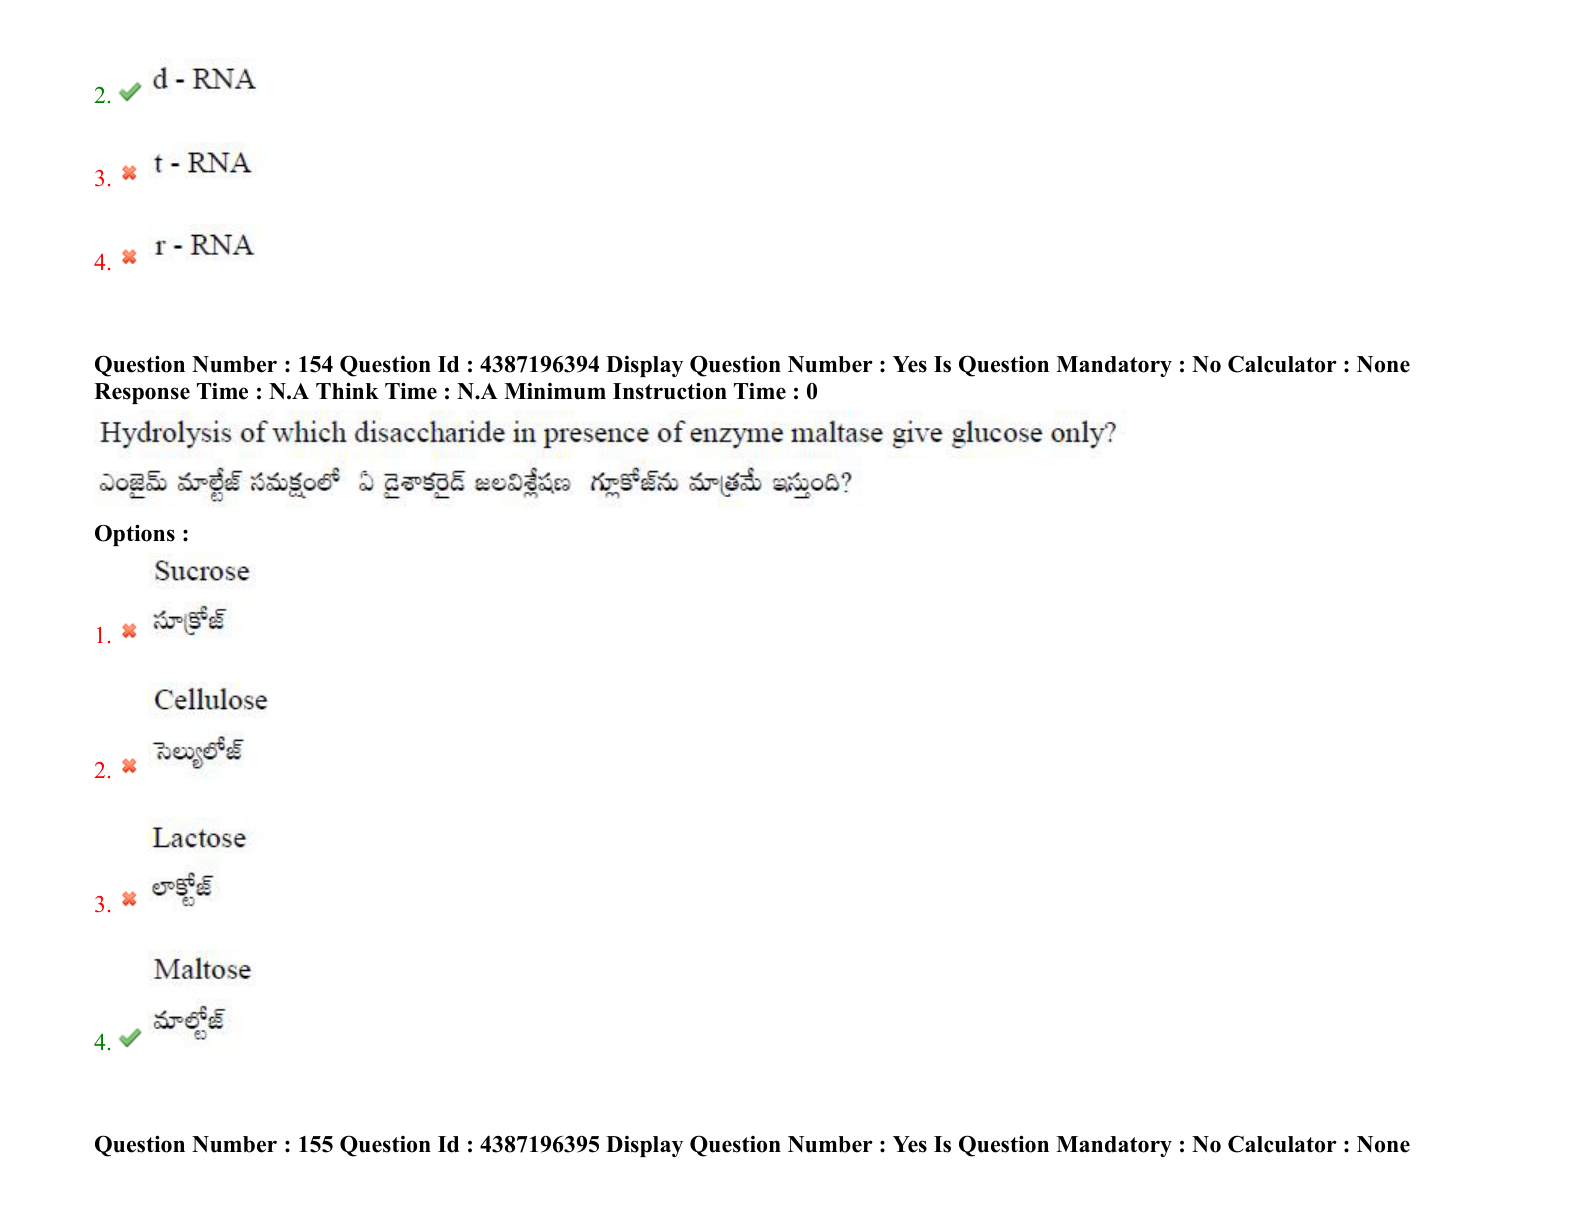 2. d - RNA
3. t - RNA
4. r - RNA
Question Number : 154 Question Id : 4387196394 Display Question Number : Yes Is Question Mandatory : No Calculator : None
Response Time : N.A Think Time : N.A Minimum Instruction Time : 0
Hydrolysis of which disaccharide in presence of enzyme maltase give glucose only?
ఎంజైమ్ మాల్టేజ్ సమక్షంలో ఏ డైశాకరైడ్ జలవిశ్లేషణ గ్లూకోజ్‌ను మాత్రమే ఇస్తుంది?
Options :
Sucrose
1. సూక్రోజ్
Cellulose
2. సెల్యులోజ్
Lactose
3. లాక్టోజ్
Maltose
4. మాల్టోజ్
Question Number : 155 Question Id : 4387196395 Display Question Number : Yes Is Question Mandatory : No Calculator : None